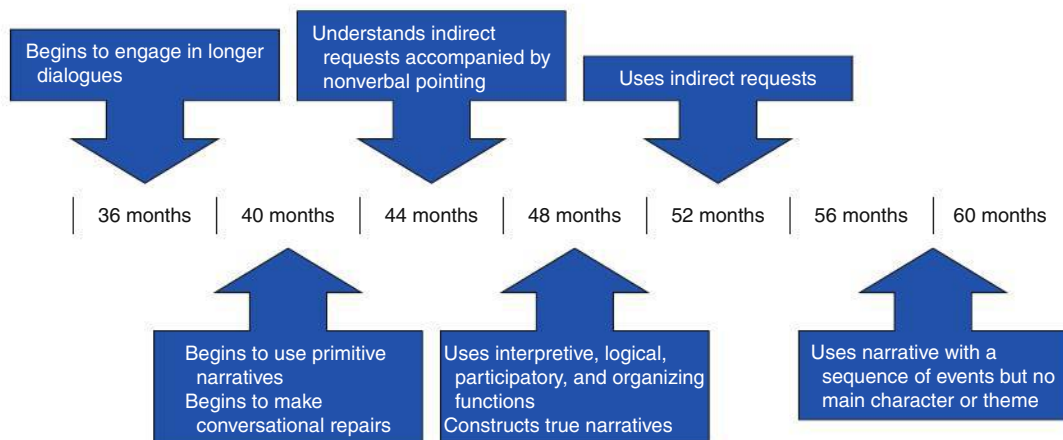 Begins to engage in longer
dialogues
Understands indirect
requests accompanied by
nonverbal pointing
Uses indirect requests
36 months
40 months
44 months
48 months
52 months
56 months
60 months
Begins to use primitive
narratives
Begins to make
conversational repairs
Uses interpretive, logical,
participatory, and organizing
functions
Constructs true narratives
Uses narrative with a
sequence of events but no
main character or theme